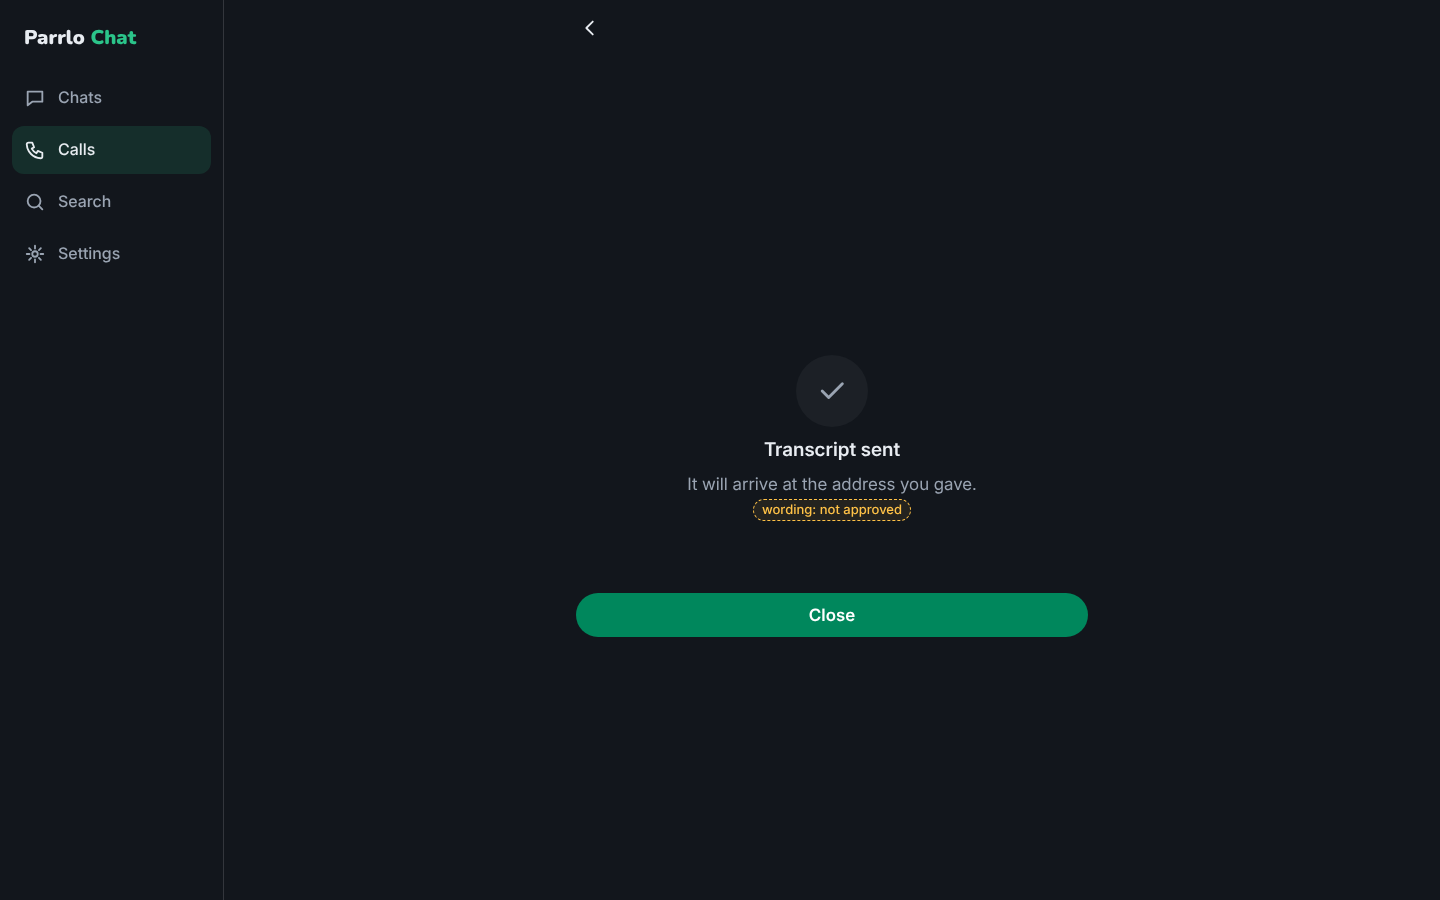 Parrlo Chat
Chats
Calls
Search
Settings
Transcript sent
It will arrive at the address you gave.
wording: not approved
Close